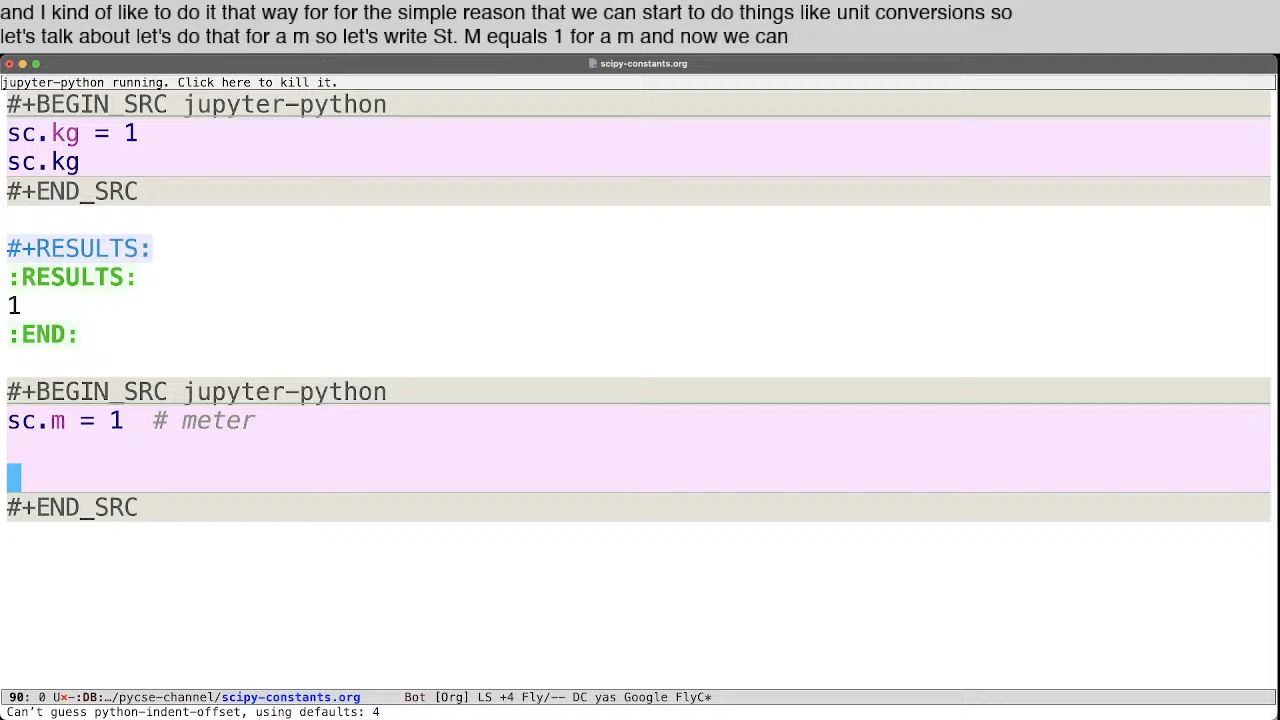 and I kind of like to do it that way for for the simple reason that we can start to do things like unit conversions so
let's talk about let's do that for a m so let's write St. M equals 1 for a m and now we can
scipy-constants.org
jupyter-python running. Click here to kill it.
#+BEGIN_SRC jupyter-python
sc.kg = 1
sc.kg
#+END_SRC
#+RESULTS:
:RESULTS:
1
:END:
#+BEGIN_SRC jupyter-python
sc.m = 1  # meter
#+END_SRC
90: 0 U×-:DB:…/pycse-channel/scipy-constants.org Bot [Org] LS +4 Fly/-- DC yas Google FlyC*
Can't guess python-indent-offset, using defaults: 4